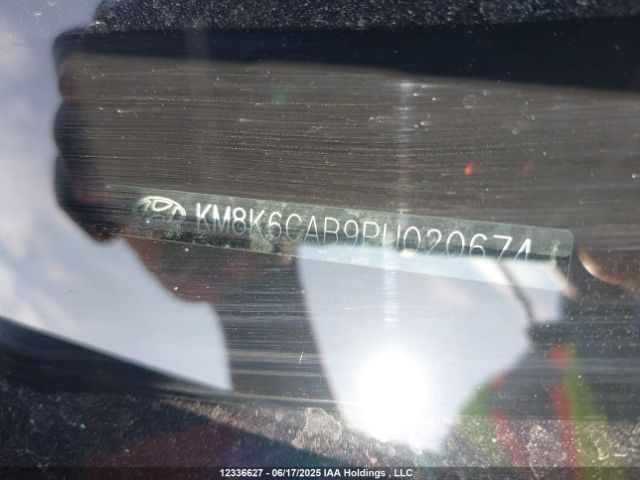 KM8K6CAB9PU020674
12336627 - 06/17/2025 IAA Holdings , LLC